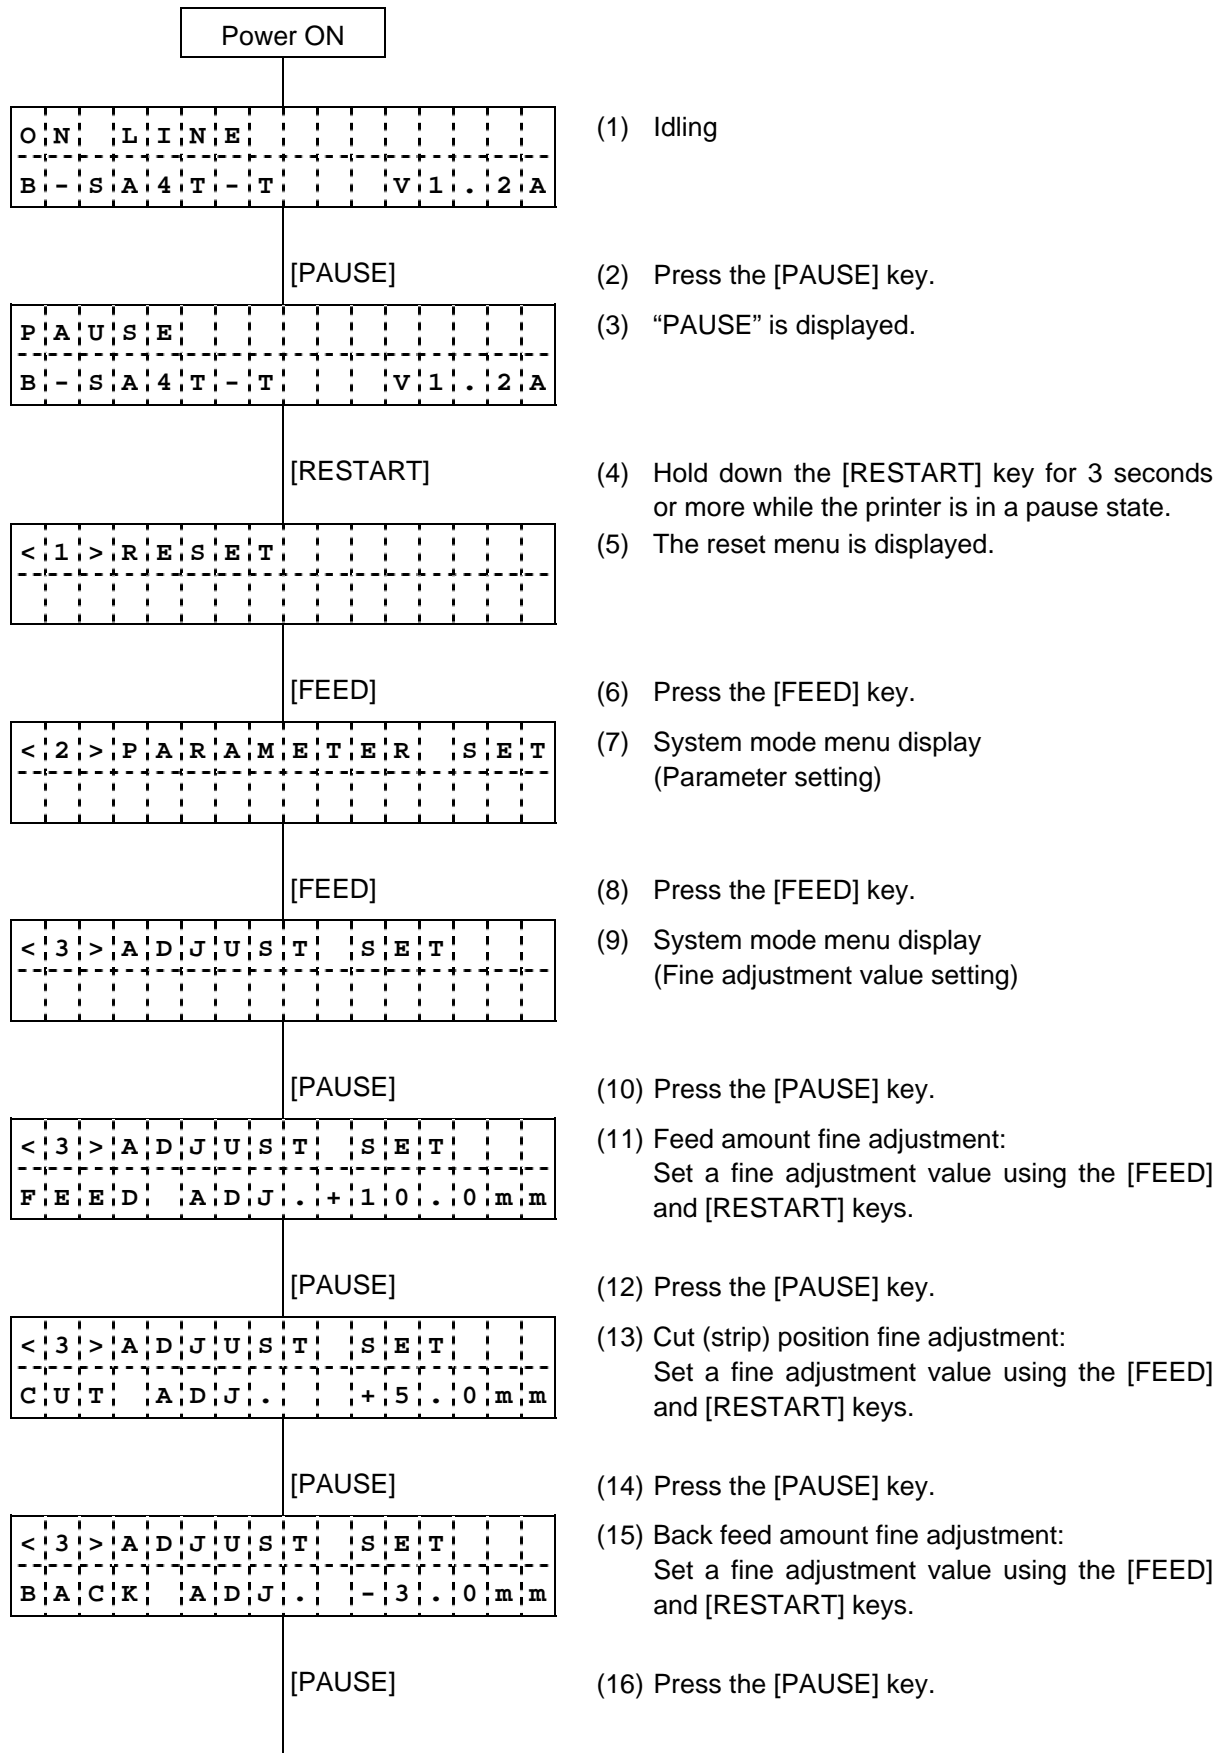 Power ON
ON LINE
B-SA4T-T   V1.2A
(1) Idling
[PAUSE]
(2) Press the [PAUSE] key.
PAUSE
B-SA4T-T   V1.2A
(3) “PAUSE” is displayed.
[RESTART]
(4) Hold down the [RESTART] key for 3 seconds
or more while the printer is in a pause state.
<1>RESET
(5) The reset menu is displayed.
[FEED]
(6) Press the [FEED] key.
<2>PARAMETER SET
(7) System mode menu display
(Parameter setting)
[FEED]
(8) Press the [FEED] key.
<3>ADJUST SET
(9) System mode menu display
(Fine adjustment value setting)
[PAUSE]
(10) Press the [PAUSE] key.
<3>ADJUST SET
FEED ADJ.+10.0mm
(11) Feed amount fine adjustment:
Set a fine adjustment value using the [FEED]
and [RESTART] keys.
[PAUSE]
(12) Press the [PAUSE] key.
<3>ADJUST SET
CUT ADJ.  +5.0mm
(13) Cut (strip) position fine adjustment:
Set a fine adjustment value using the [FEED]
and [RESTART] keys.
[PAUSE]
(14) Press the [PAUSE] key.
<3>ADJUST SET
BACK ADJ. -3.0mm
(15) Back feed amount fine adjustment:
Set a fine adjustment value using the [FEED]
and [RESTART] keys.
[PAUSE]
(16) Press the [PAUSE] key.